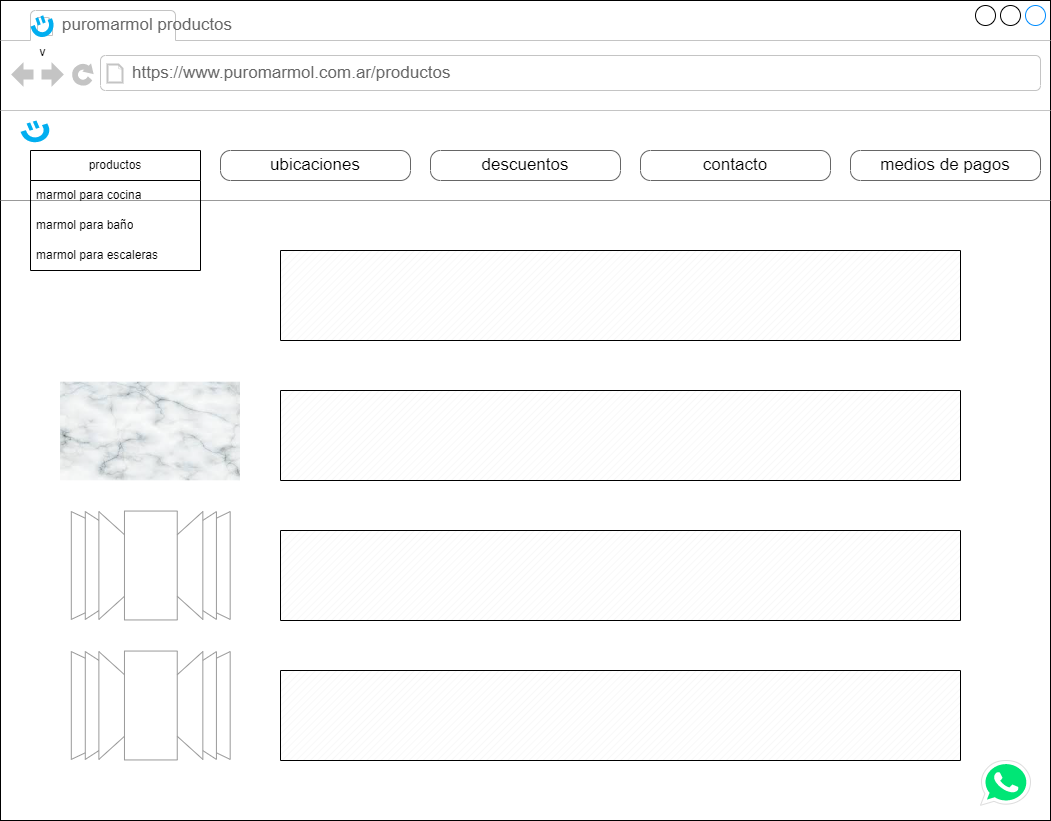 puromarmol productos
v
https://www.puromarmol.com.ar/productos
productos
ubicaciones
descuentos
contacto
medios de pagos
marmol para cocina
marmol para baño
marmol para escaleras